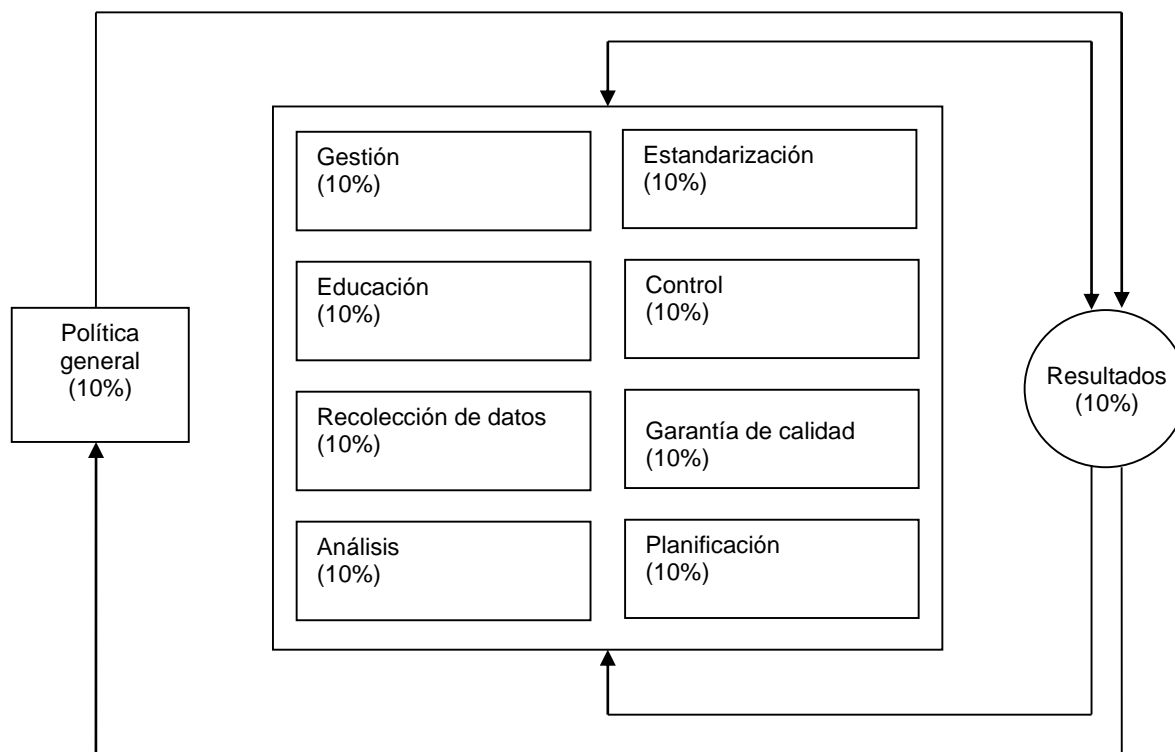 Política
general
(10%)
Gestión
(10%)
Educación
(10%)
Recolección de datos
(10%)
Análisis
(10%)
Estandarización
(10%)
Control
(10%)
Garantía de calidad
(10%)
Planificación
(10%)
Resultados
(10%)